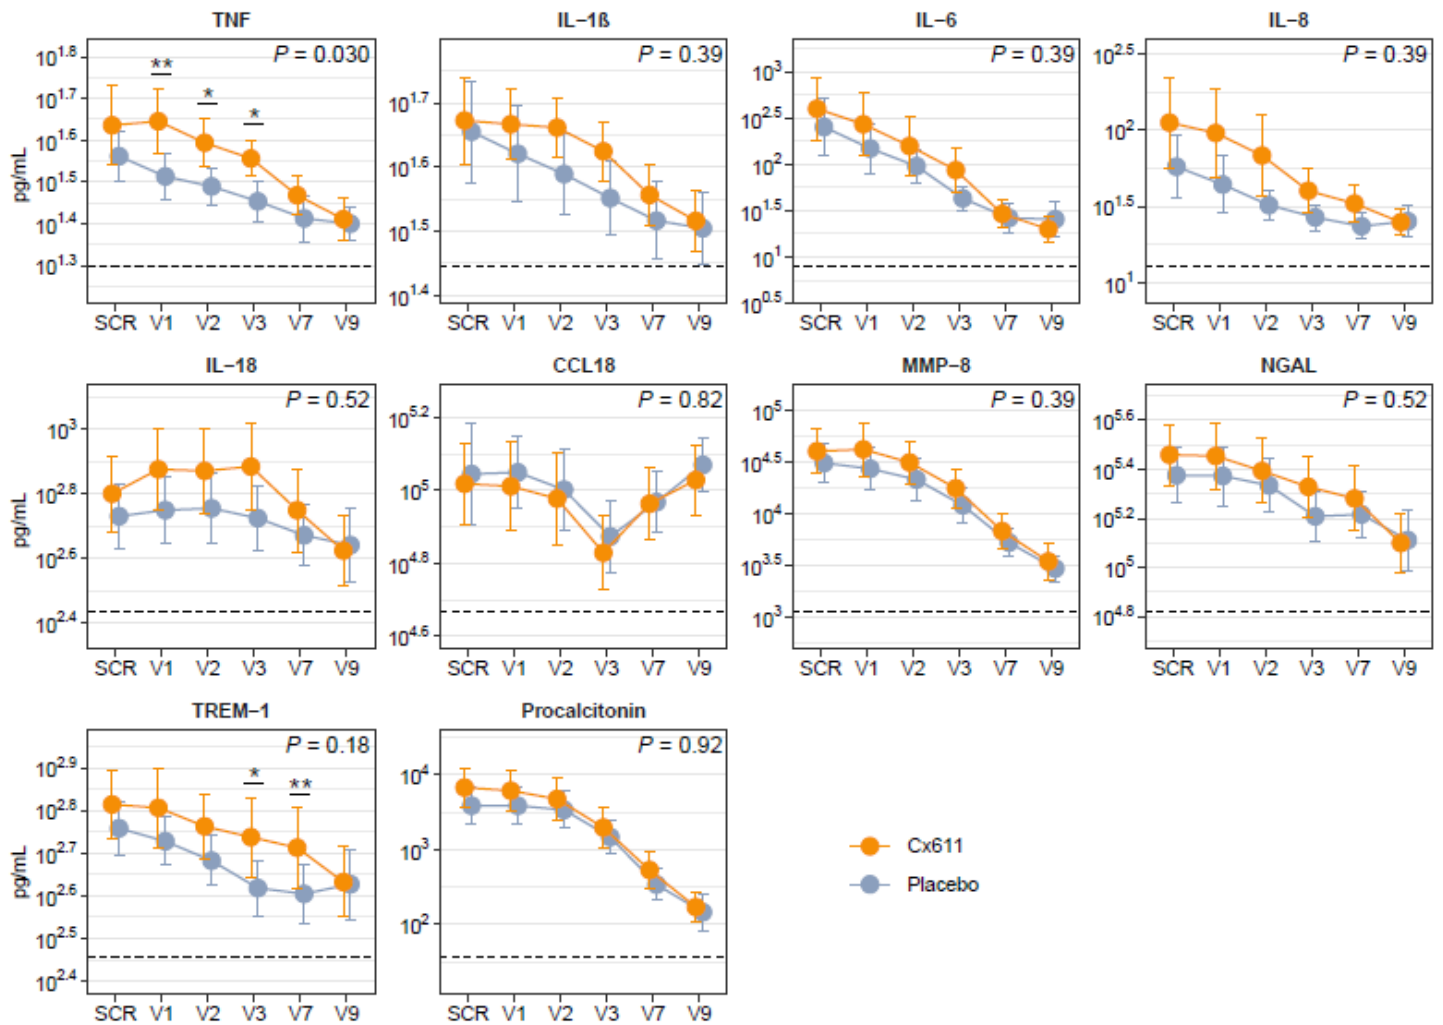 TNF
P = 0.030
** * *
pg/mL
10^1.8
10^1.7
10^1.6
10^1.5
10^1.4
10^1.3
SCR V1 V2 V3 V7 V9
IL−1ß
P = 0.39
10^1.7
10^1.6
10^1.5
10^1.4
SCR V1 V2 V3 V7 V9
IL−6
P = 0.39
10^3
10^2.5
10^2
10^1.5
10^1
10^0.5
SCR V1 V2 V3 V7 V9
IL−8
P = 0.39
10^2.5
10^2
10^1.5
10^1
SCR V1 V2 V3 V7 V9
IL−18
P = 0.52
pg/mL
10^3
10^2.8
10^2.6
10^2.4
SCR V1 V2 V3 V7 V9
CCL18
P = 0.82
10^5.2
10^5
10^4.8
10^4.6
SCR V1 V2 V3 V7 V9
MMP−8
P = 0.39
10^5
10^4.5
10^4
10^3.5
10^3
SCR V1 V2 V3 V7 V9
NGAL
P = 0.52
10^5.6
10^5.4
10^5.2
10^5
10^4.8
SCR V1 V2 V3 V7 V9
TREM−1
P = 0.18
* **
pg/mL
10^2.9
10^2.8
10^2.7
10^2.6
10^2.5
10^2.4
SCR V1 V2 V3 V7 V9
Procalcitonin
P = 0.92
10^4
10^3
10^2
SCR V1 V2 V3 V7 V9
Cx611
Placebo